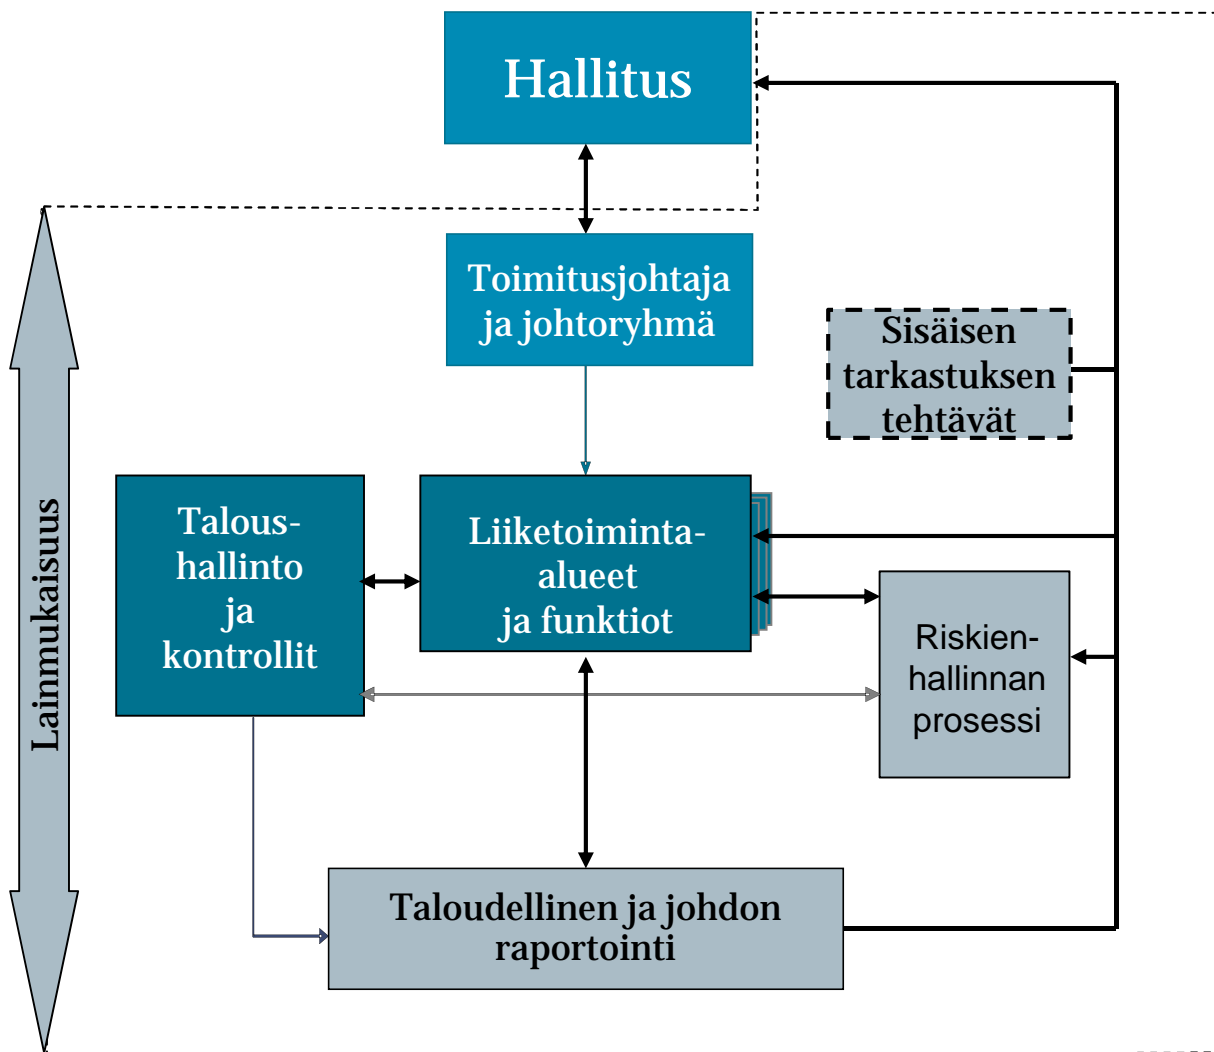 Hallitus
Toimitusjohtaja
ja johtoryhmä
Sisäisen
tarkastuksen
tehtävät
Lainmukaisuus
Talous-
hallinto
ja
kontrollit
Liiketoiminta-
alueet
ja funktiot
Riskien-
hallinnan
prosessi
Taloudellinen ja johdon
raportointi